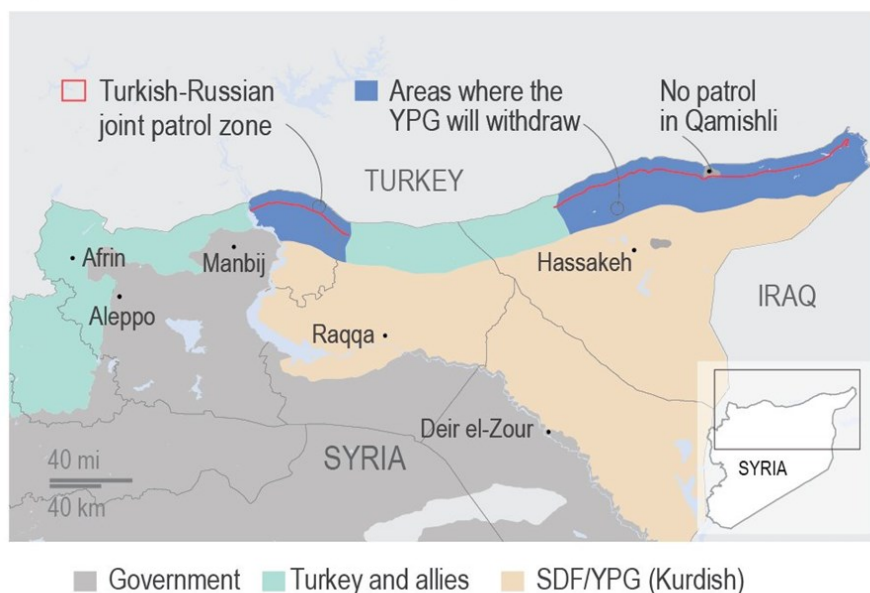 Turkish-Russian
joint patrol zone
Areas where the
YPG will withdraw
No patrol
in Qamishli
TURKEY
Afrin
Manbij
Hassakeh
Aleppo
IRAQ
Raqqa
Deir el-Zour
SYRIA
SYRIA
40 mi
40 km
Government
Turkey and allies
SDF/YPG (Kurdish)